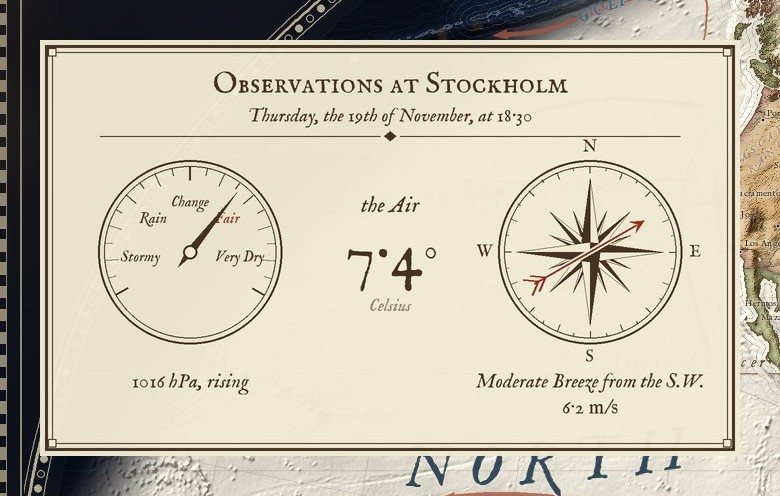 OBSERVATIONS AT STOCKHOLM
Thursday, the 19th of November, at 18·30
N
Change
Rain
Fair
the Air
Stormy
Very Dry
W
E
7·4°
Celsius
S
1016 hPa, rising
Moderate Breeze from the S.W.
6·2 m/s
NORTH